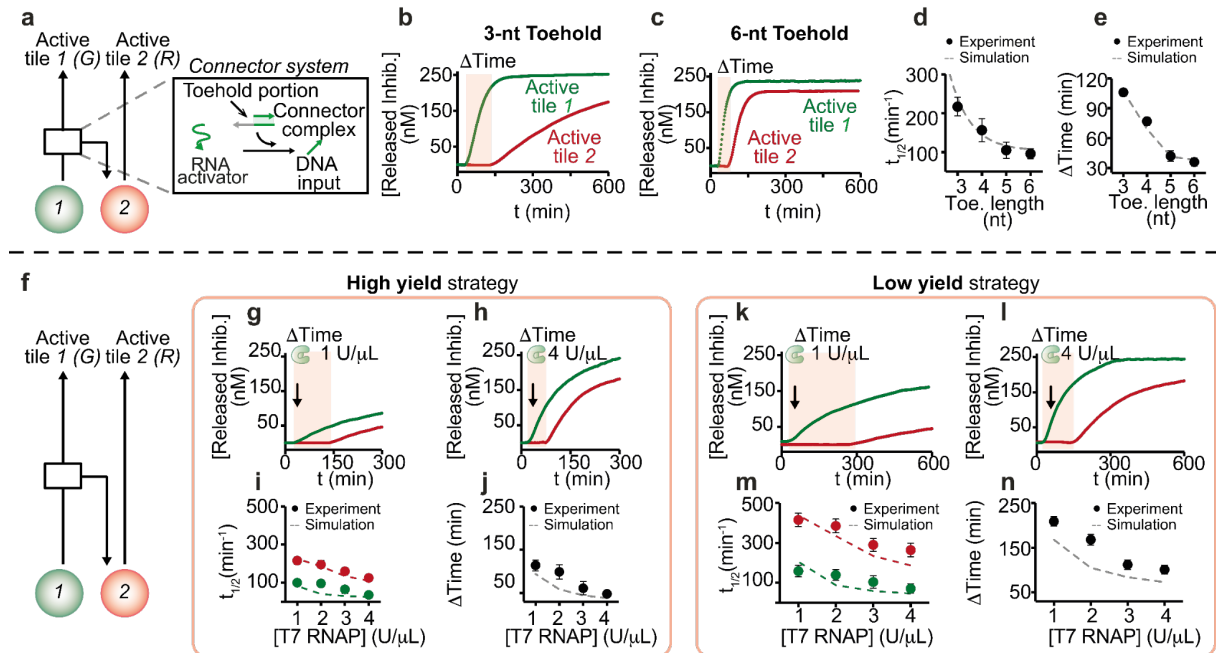 a
Active
tile 1 (G)
Active
tile 2 (R)
Connector system
Toehold portion
Connector
complex
RNA
activator
DNA
input
1
2
b
3-nt Toehold
ΔTime
[Released Inhib.]
(nM)
250
150
50
Active
tile 1
Active
tile 2
0 300 600
t (min)
c
6-nt Toehold
ΔTime
[Released Inhib.]
(nM)
250
150
50
Active
tile 1
Active
tile 2
0 300 600
t (min)
d
Experiment
Simulation
t1/2(min-1)
300
200
100
3 4 5 6
Toe. length
(nt)
e
Experiment
Simulation
ΔTime (min)
120
90
60
30
3 4 5 6
Toe. length
(nt)
f
Active
tile 1 (G)
Active
tile 2 (R)
1
2
High yield strategy
g
ΔTime
1 U/μL
[Released Inhib.]
(nM)
250
150
50
0 150 300
t (min)
h
ΔTime
4 U/μL
250
150
50
0 150 300
t (min)
i
Experiment
Simulation
t1/2(min-1)
500
300
100
1 2 3 4
[T7 RNAP] (U/μL)
j
Experiment
Simulation
ΔTime (min)
250
150
50
1 2 3 4
[T7 RNAP] (U/μL)
Low yield strategy
k
ΔTime
1 U/μL
[Released Inhib.]
(nM)
250
150
50
0 300 600
t (min)
l
ΔTime
4 U/μL
[Released Inhib.]
(nM)
250
150
50
0 300 600
t (min)
m
Experiment
Simulation
t1/2(min-1)
500
300
100
1 2 3 4
[T7 RNAP] (U/μL)
n
Experiment
Simulation
ΔTime (min)
250
150
50
1 2 3 4
[T7 RNAP] (U/μL)